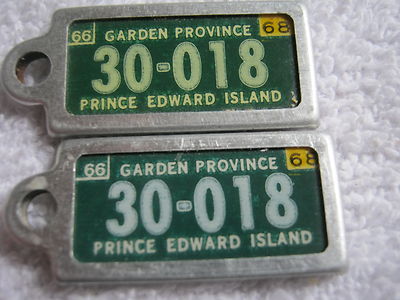 66 GARDEN PROVINCE 68
30-018
PRINCE EDWARD ISLAND
66 GARDEN PROVINCE 68
30-018
PRINCE EDWARD ISLAND